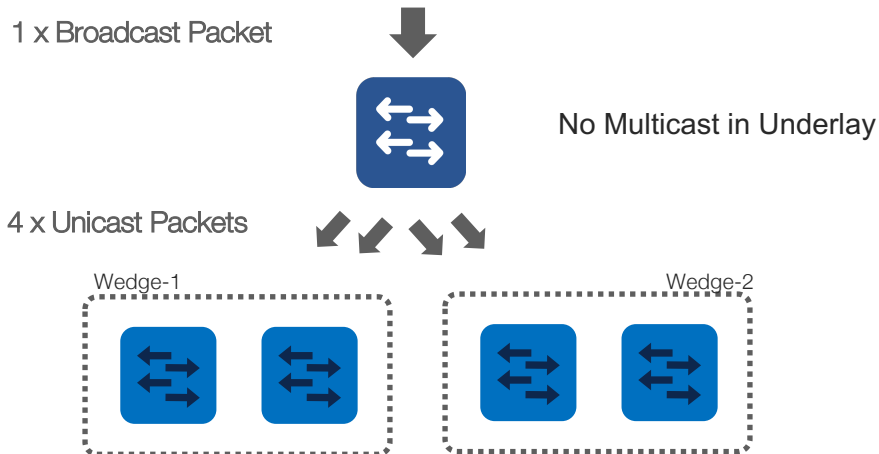 1 x Broadcast Packet
No Multicast in Underlay
4 x Unicast Packets
Wedge-1
Wedge-2